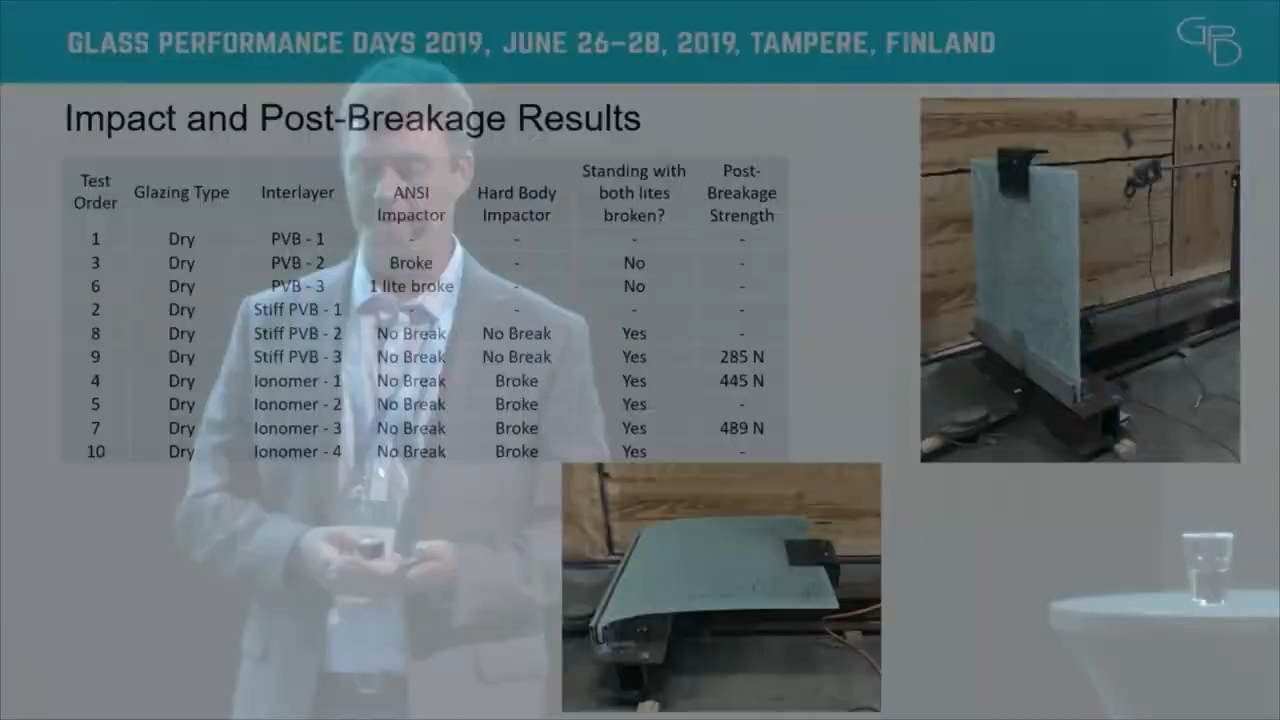 GLASS PERFORMANCE DAYS 2019, JUNE 26–28, 2019, TAMPERE, FINLAND
GPD
Impact and Post-Breakage Results
Test Order Glazing Type Interlayer ANSI Impactor Hard Body Impactor Standing with both lites broken? Post-Breakage Strength
1 Dry PVB - 1 - - - -
3 Dry PVB - 2 Broke - No -
6 Dry PVB - 3 1 lite broke - No -
2 Dry Stiff PVB - 1 - - - -
8 Dry Stiff PVB - 2 No Break No Break Yes -
9 Dry Stiff PVB - 3 No Break No Break Yes 285 N
4 Dry Ionomer - 1 No Break Broke Yes 445 N
5 Dry Ionomer - 2 No Break Broke Yes -
7 Dry Ionomer - 3 No Break Broke Yes 489 N
10 Dry Ionomer - 4 No Break Broke Yes -